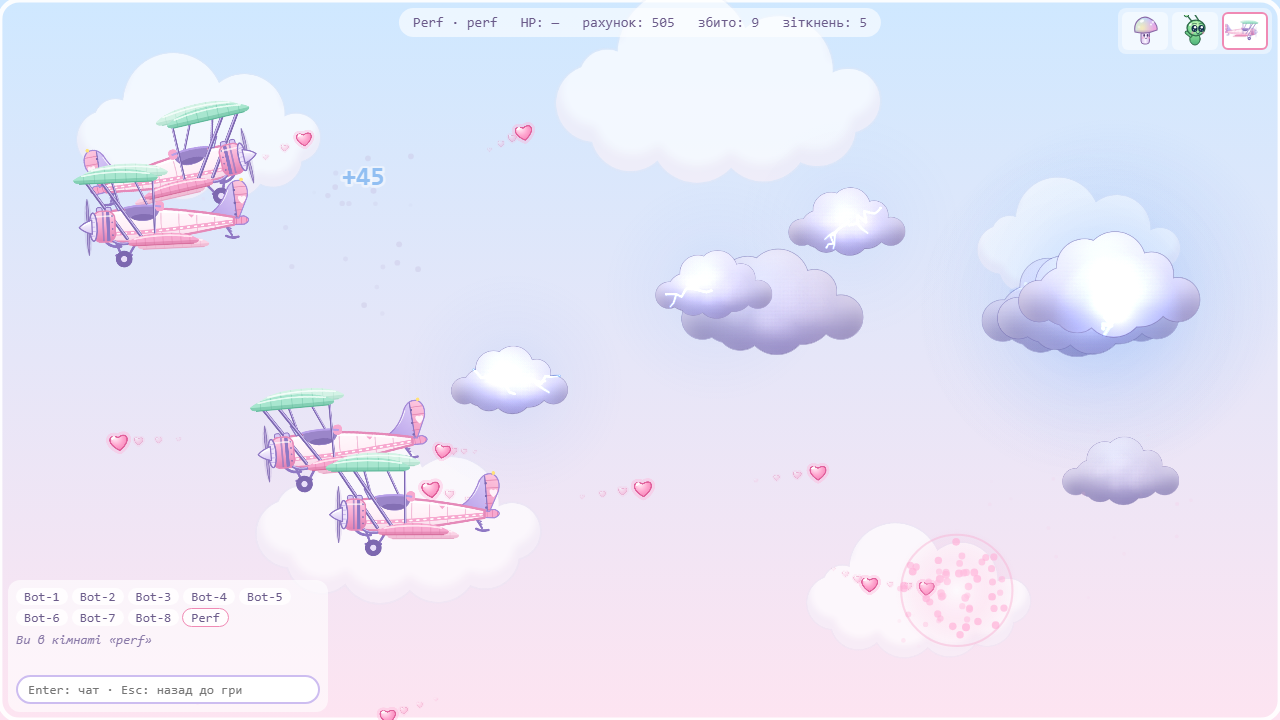 Perf · perf HP: — рахунок: 505 збито: 9 зіткнень: 5
+45
Bot-1 Bot-2 Bot-3 Bot-4 Bot-5
Bot-6 Bot-7 Bot-8 Perf
Ви в кімнаті «perf»
Enter: чат · Esc: назад до гри